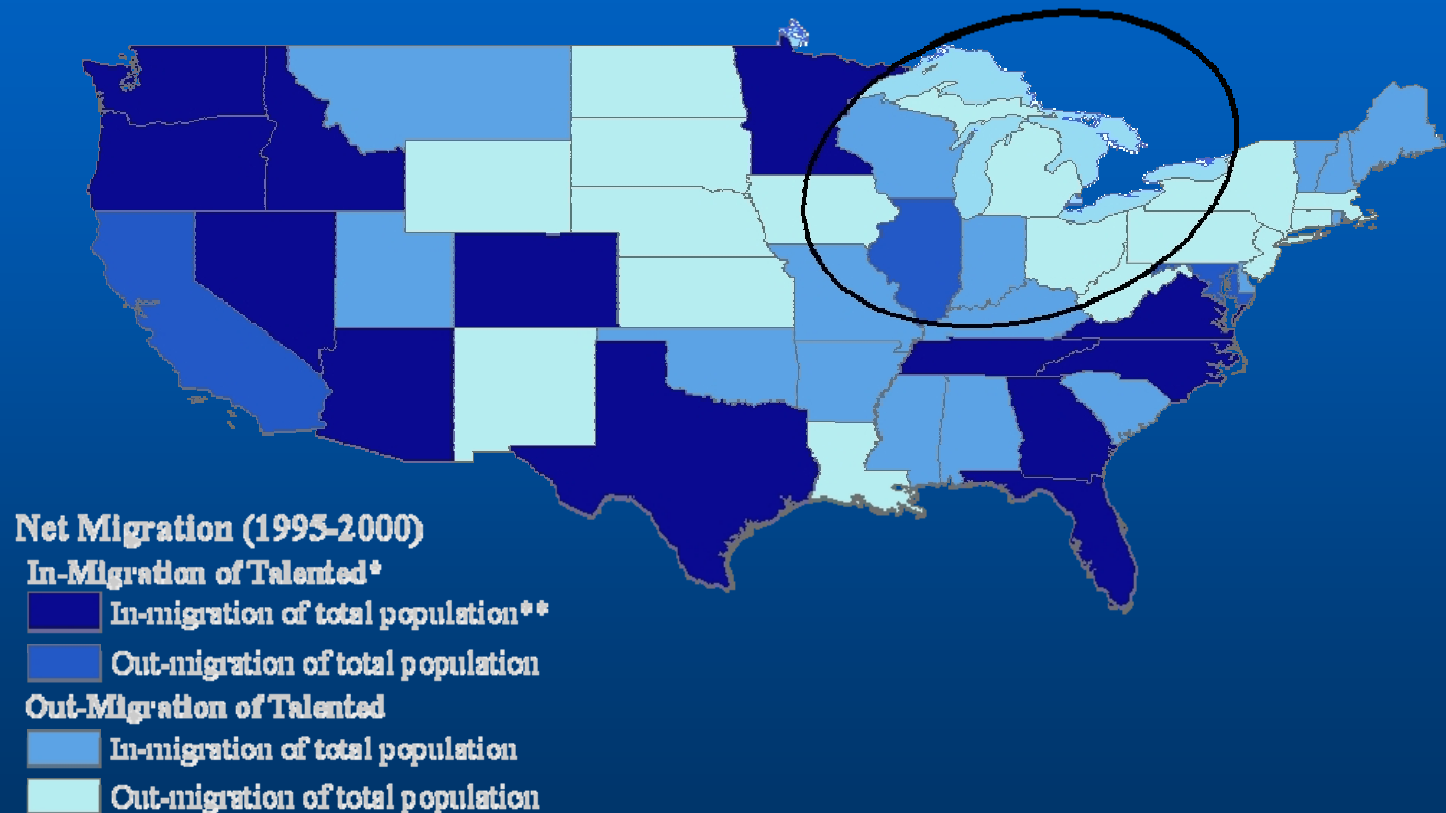 Net Migration (1995-2000)
In-Migration of Talented*
In-migration of total population**
Out-migration of total population
Out-Migration of Talented
In-migration of total population
Out-migration of total population